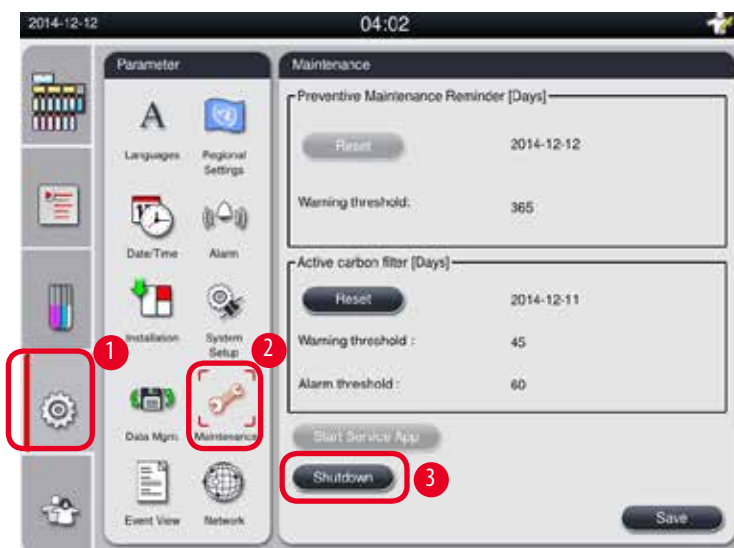 2014-12-12
04:02
Parameter
Languages
Regional
Settings
Date/Time
Alarm
Installation
System
Setup
Data Mgm.
Maintenance
Event View
Network
Maintenance
Preventive Maintenance Reminder [Days]
Reset
2014-12-12
Warning threshold:
365
Active carbon filter [Days]
Reset
2014-12-11
Warning threshold :
45
Alarm threshold :
60
Start Service App
Shutdown
Save
1
2
3